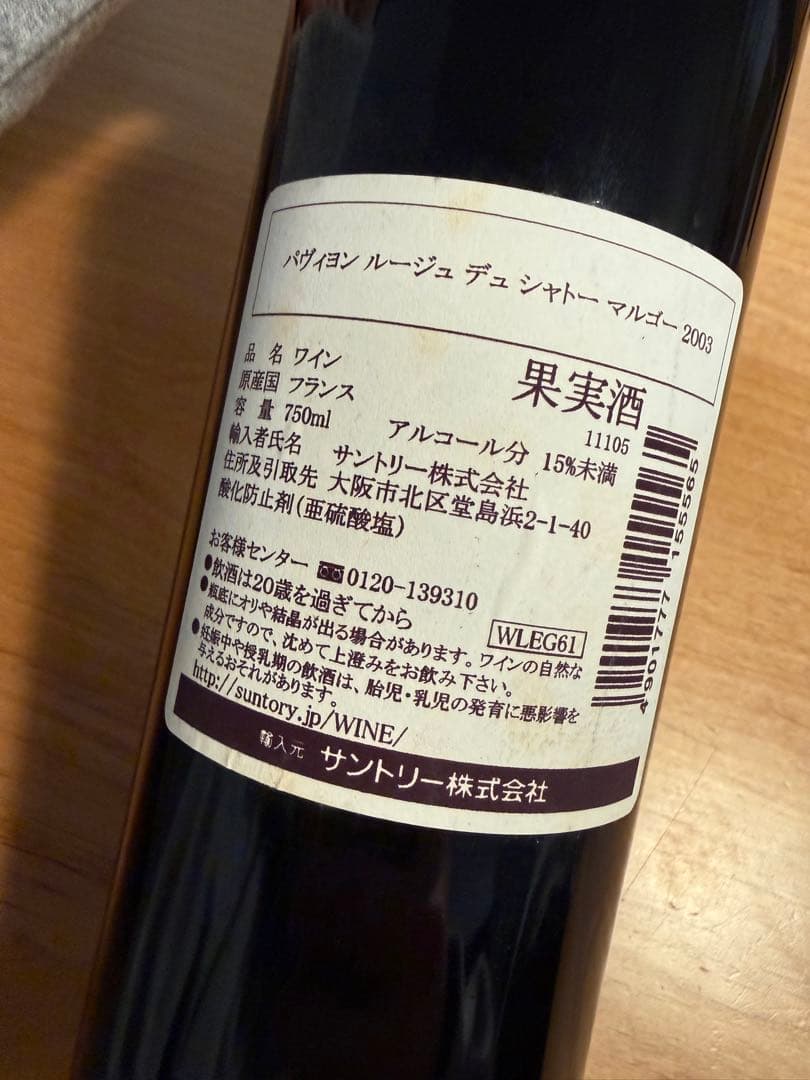 パヴィヨン ルージュ デュ シャトー マルゴー 2003
果実酒
11105
品 名 ワイン
原産国 フランス
容 量 750ml アルコール分 15%未満
輸入者氏名 サントリー株式会社
住所及引取先 大阪市北区堂島浜2-1-40
酸化防止剤(亜硫酸塩)
お客様センター 0120-139310
●飲酒は20歳を過ぎてから WLEG61
●瓶底にオリや結晶が出る場合があります。ワインの自然な
成分ですので、沈めて上澄みをお飲み下さい。
●妊娠中や授乳期の飲酒は、胎児・乳児の発育に悪影響を
与えるおそれがあります。
http://suntory.jp/WINE/
輸入元 サントリー株式会社
4901777155565